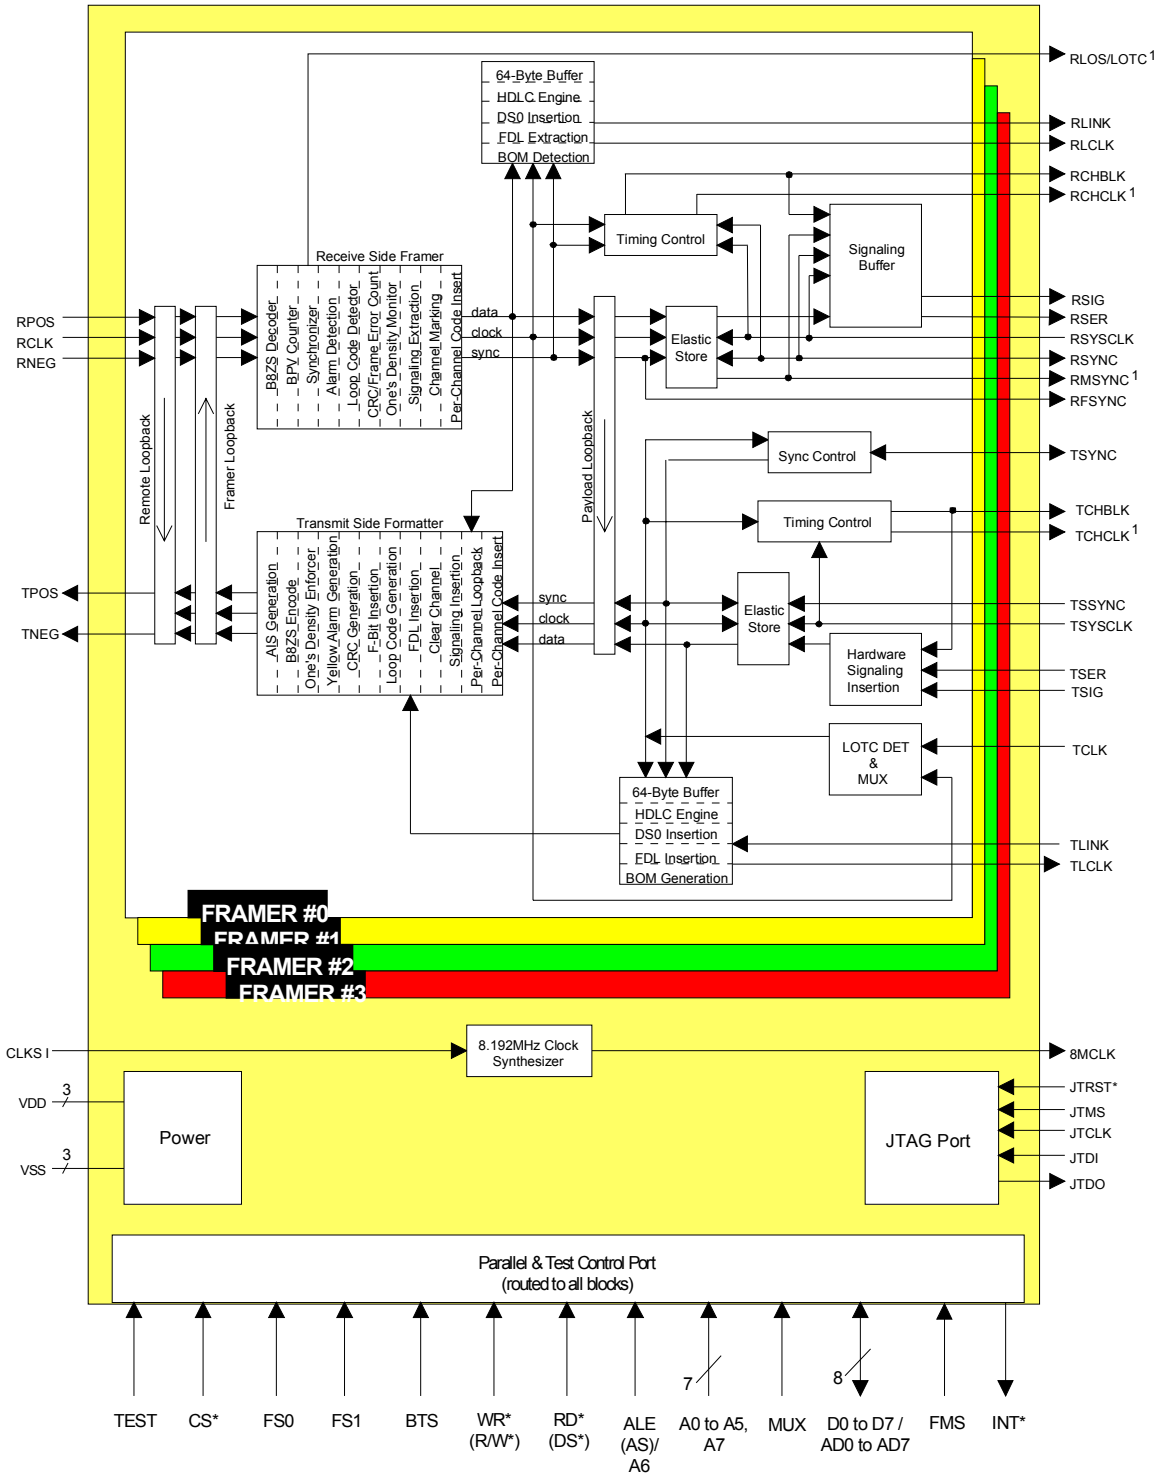 RLOS/LOTC 1
64-Byte Buffer
HDLC Engine
DS0 Insertion
FDL Extraction
BOM Detection
RLINK
RLCLK
RCHBLK
RCHCLK 1
Timing Control
Signaling
Buffer
Receive Side Framer
B8ZS Decoder
BPV Counter
Synchronizer
Alarm Detection
Loop Code Detector
CRC/Frame Error Count
One's Density Monitor
Signaling Extraction
Channel Marking
Per-Channel Code Insert
RPOS
RCLK
RNEG
data
clock
sync
Elastic
Store
RSIG
RSER
RSYSCLK
RSYNC
RMSYNC 1
RFSYNC
Remote Loopback
Framer Loopback
Payload Loopback
Sync Control
TSYNC
Timing Control
TCHBLK
TCHCLK 1
Transmit Side Formatter
AIS Generation
B8ZS Encode
One's Density Enforcer
Yellow Alarm Generation
CRC Generation
F-Bit Insertion
Loop Code Generation
FDL Insertion
Clear Channel
Signaling Insertion
Per-Channel Loopback
Per-Channel Code Insert
TPOS
TNEG
sync
clock
data
Elastic
Store
TSSYNC
TSYSCLK
Hardware
Signaling
Insertion
TSER
TSIG
LOTC DET
&
MUX
TCLK
64-Byte Buffer
HDLC Engine
DS0 Insertion
FDL Insertion
BOM Generation
TLINK
TLCLK
FRAMER #0
FRAMER #1
FRAMER #2
FRAMER #3
CLKS I
8.192MHz Clock
Synthesizer
8MCLK
VDD
3
VSS
3
Power
JTAG Port
JTRST*
JTMS
JTCLK
JTDI
JTDO
Parallel & Test Control Port
(routed to all blocks)
7
8
TEST
CS*
FS0
FS1
BTS
WR*
(R/W*)
RD*
(DS*)
ALE
(AS)/
A6
A0 to A5,
A7
MUX
D0 to D7 /
AD0 to AD7
FMS
INT*